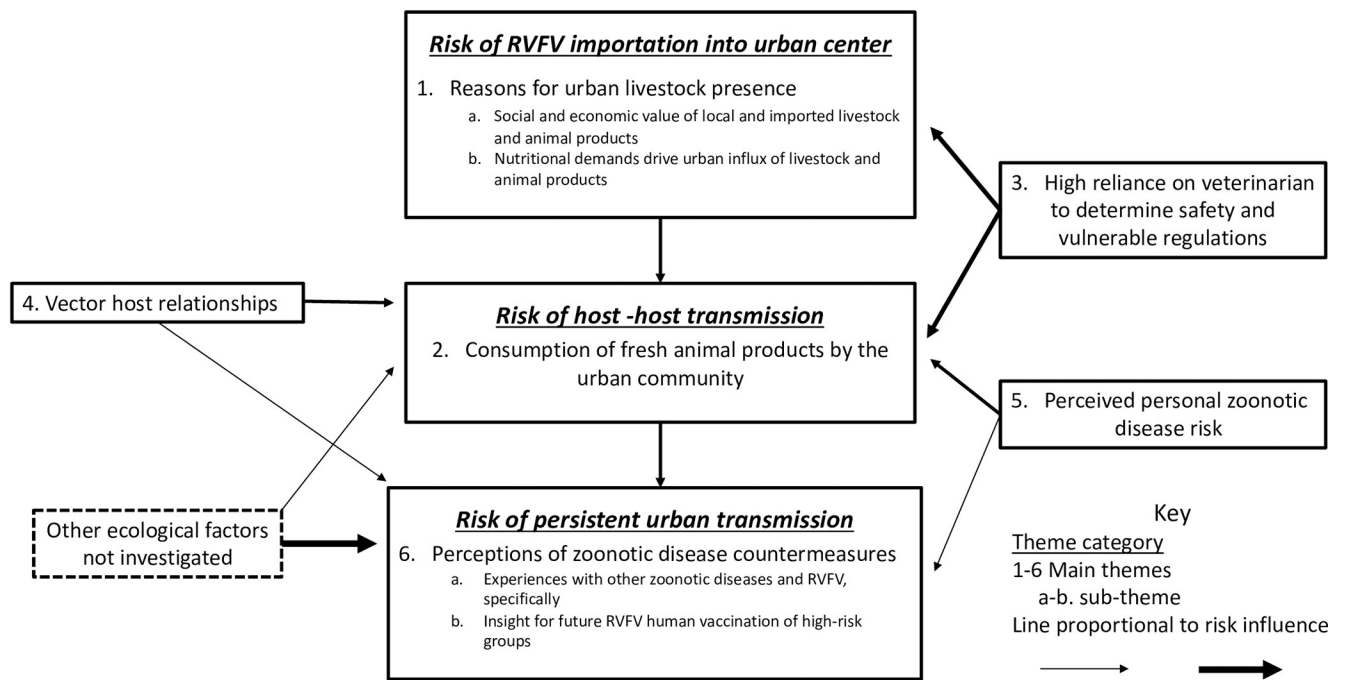 Risk of RVFV importation into urban center
1. Reasons for urban livestock presence
a. Social and economic value of local and imported livestock
and animal products
b. Nutritional demands drive urban influx of livestock and
animal products
3. High reliance on veterinarian
to determine safety and
vulnerable regulations
4. Vector host relationships
Risk of host -host transmission
2. Consumption of fresh animal products by the
urban community
5. Perceived personal zoonotic
disease risk
Other ecological factors
not investigated
Risk of persistent urban transmission
6. Perceptions of zoonotic disease countermeasures
a. Experiences with other zoonotic diseases and RVFV,
specifically
b. Insight for future RVFV human vaccination of high-risk
groups
Key
Theme category
1-6 Main themes
a-b. sub-theme
Line proportional to risk influence